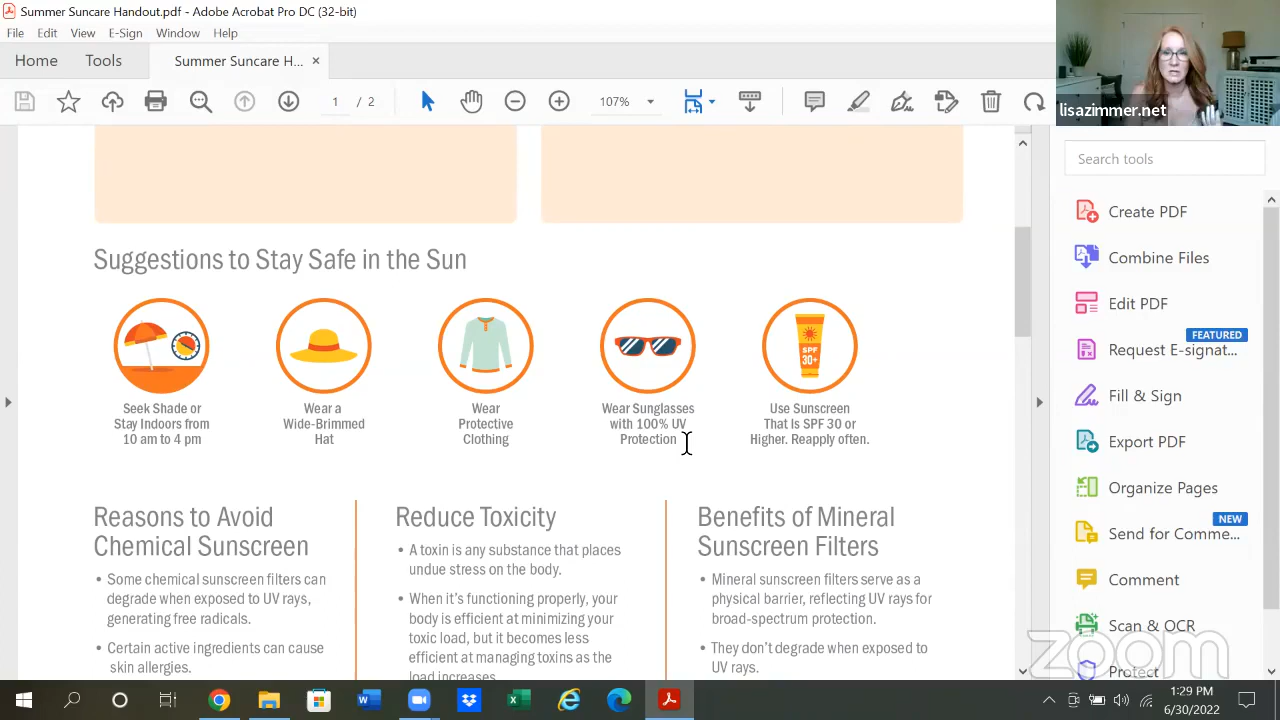 Summer Suncare Handout.pdf - Adobe Acrobat Pro DC (32-bit)
File Edit View E-Sign Window Help
Home Tools Summer Suncare H... ×
1 / 2 107%
lisazimmer.net
Search tools
Create PDF
Combine Files
Edit PDF
FEATURED
Request E-signat...
Fill & Sign
Export PDF
Organize Pages
NEW
Send for Comme...
Comment
Scan & OCR
Protect
Suggestions to Stay Safe in the Sun
SPF
30+
Seek Shade or
Stay Indoors from
10 am to 4 pm
Wear a
Wide-Brimmed
Hat
Wear
Protective
Clothing
Wear Sunglasses
with 100% UV
Protection
Use Sunscreen
That Is SPF 30 or
Higher. Reapply often.
Reasons to Avoid
Chemical Sunscreen
• Some chemical sunscreen filters can
degrade when exposed to UV rays,
generating free radicals.
• Certain active ingredients can cause
skin allergies.
Reduce Toxicity
• A toxin is any substance that places
undue stress on the body.
• When it's functioning properly, your
body is efficient at minimizing your
toxic load, but it becomes less
efficient at managing toxins as the
load increases.
Benefits of Mineral
Sunscreen Filters
• Mineral sunscreen filters serve as a
physical barrier, reflecting UV rays for
broad-spectrum protection.
• They don't degrade when exposed to
UV rays.
zoom
1:29 PM
6/30/2022